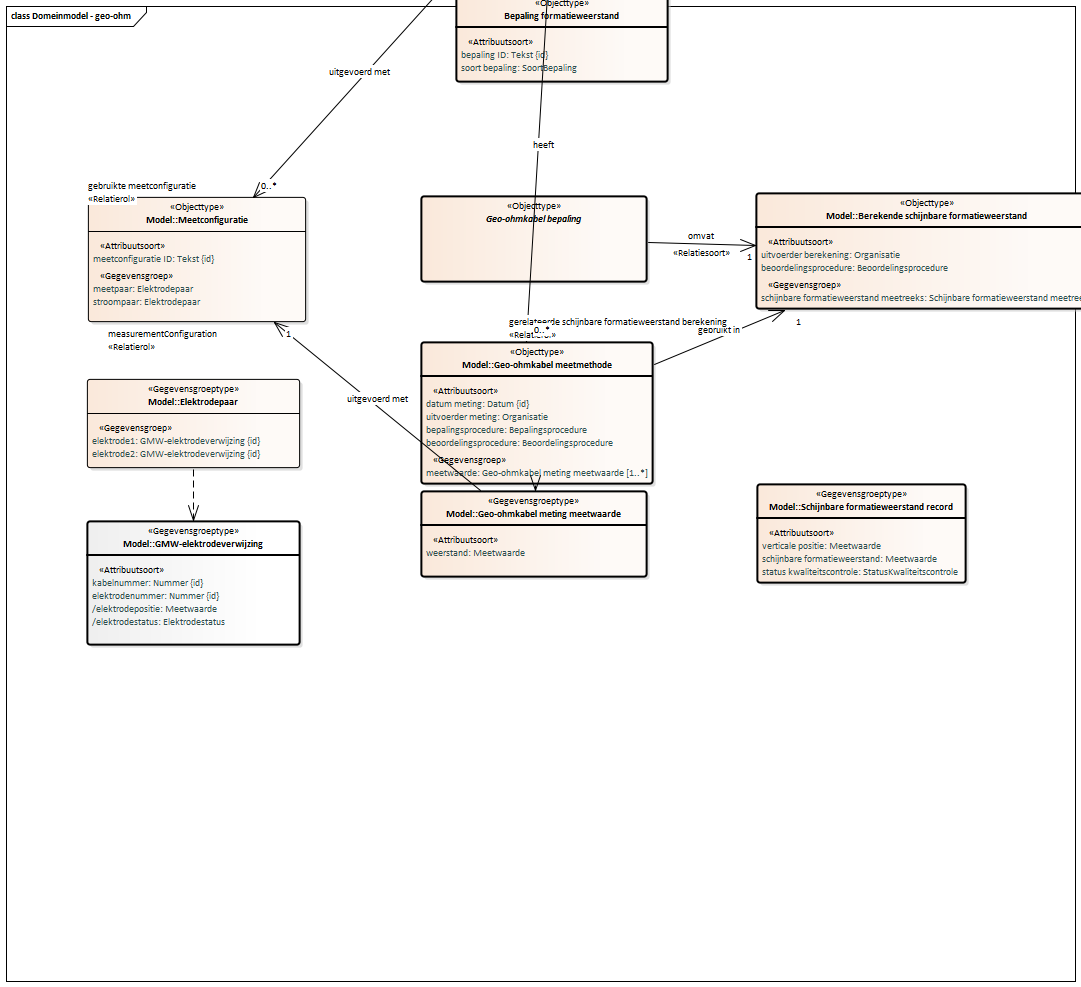 class Domeinmodel - geo-ohm
«Objecttype»
Bepaling formatieweerstand
«Attribuutsoort»
bepaling ID: Tekst {id}
soort bepaling: SoortBepaling
uitgevoerd met
heeft
gebruikte meetconfiguratie
0..*
«Relatierol»
«Objecttype»
Model::Meetconfiguratie
«Attribuutsoort»
meetconfiguratie ID: Tekst {id}
«Gegevensgroep»
meetpaar: Elektrodepaar
stroompaar: Elektrodepaar
«Objecttype»
Geo-ohmkabel bepaling
omvat
«Relatiesoort»
1
«Objecttype»
Model::Berekende schijnbare formatieweerstand
«Attribuutsoort»
uitvoerder berekening: Organisatie
beoordelingsprocedure: Beoordelingsprocedure
«Gegevensgroep»
schijnbare formatieweerstand meetreeks: Schijnbare formatieweerstand meetre
measurementConfiguration
«Relatierol»
1
gerelateerde schijnbare formatieweerstand berekening
«Relatierol»
0..*
gebruikt in
1
«Objecttype»
Model::Geo-ohmkabel meetmethode
«Attribuutsoort»
datum meting: Datum {id}
uitvoerder meting: Organisatie
bepalingsprocedure: Bepalingsprocedure
beoordelingsprocedure: Beoordelingsprocedure
«Gegevensgroep»
meetwaarde: Geo-ohmkabel meting meetwaarde [1..*]
uitgevoerd met
«Gegevensgroeptype»
Model::Elektrodepaar
«Gegevensgroep»
elektrode1: GMW-elektrodeverwijzing {id}
elektrode2: GMW-elektrodeverwijzing {id}
«Gegevensgroeptype»
Model::Geo-ohmkabel meting meetwaarde
«Attribuutsoort»
weerstand: Meetwaarde
«Gegevensgroeptype»
Model::Schijnbare formatieweerstand record
«Attribuutsoort»
verticale positie: Meetwaarde
schijnbare formatieweerstand: Meetwaarde
status kwaliteitscontrole: StatusKwaliteitscontrole
«Gegevensgroeptype»
Model::GMW-elektrodeverwijzing
«Attribuutsoort»
kabelnummer: Nummer {id}
elektrodenummer: Nummer {id}
/elektrodepositie: Meetwaarde
/elektrodestatus: Elektrodestatus